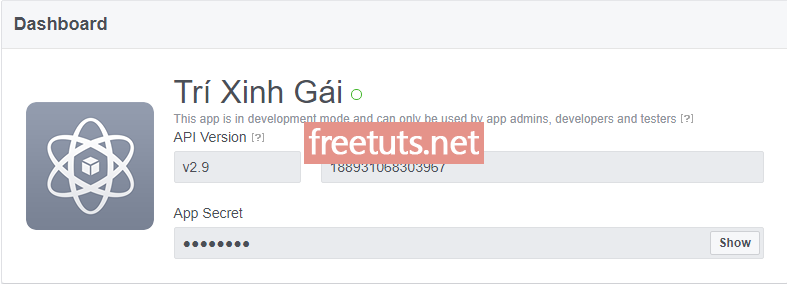 Dashboard
Trí Xinh Gái
This app is in development mode and can only be used by app admins, developers and testers [?]
API Version [?]
freetuts.net
v2.9
188931068303967
App Secret
●●●●●●●●
Show